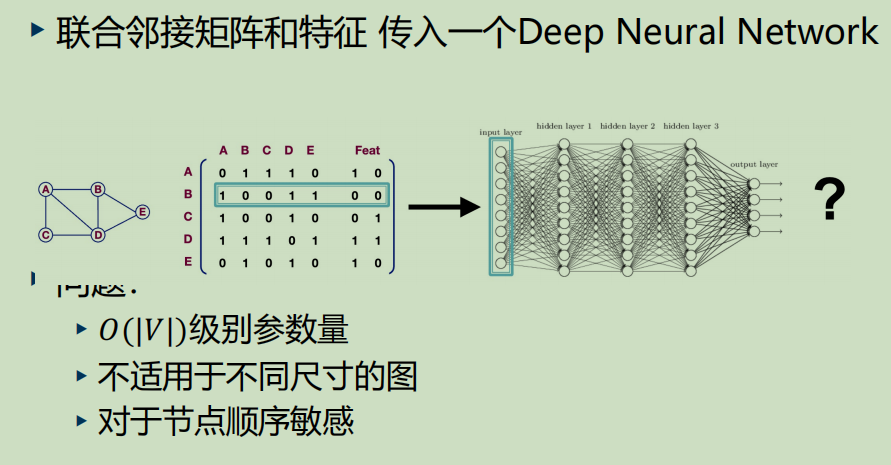 联合邻接矩阵和特征 传入一个Deep Neural Network
A B C D E Feat
A 0 1 1 1 0 1 0
B 1 0 0 1 1 0 0
C 1 0 0 1 0 0 1
D 1 1 1 0 1 1 1
E 0 1 0 1 0 1 0
A B
E
C D
input layer
hidden layer 1 hidden layer 2 hidden layer 3
output layer
?
问题:
O(|V|)级别参数量
不适用于不同尺寸的图
对于节点顺序敏感